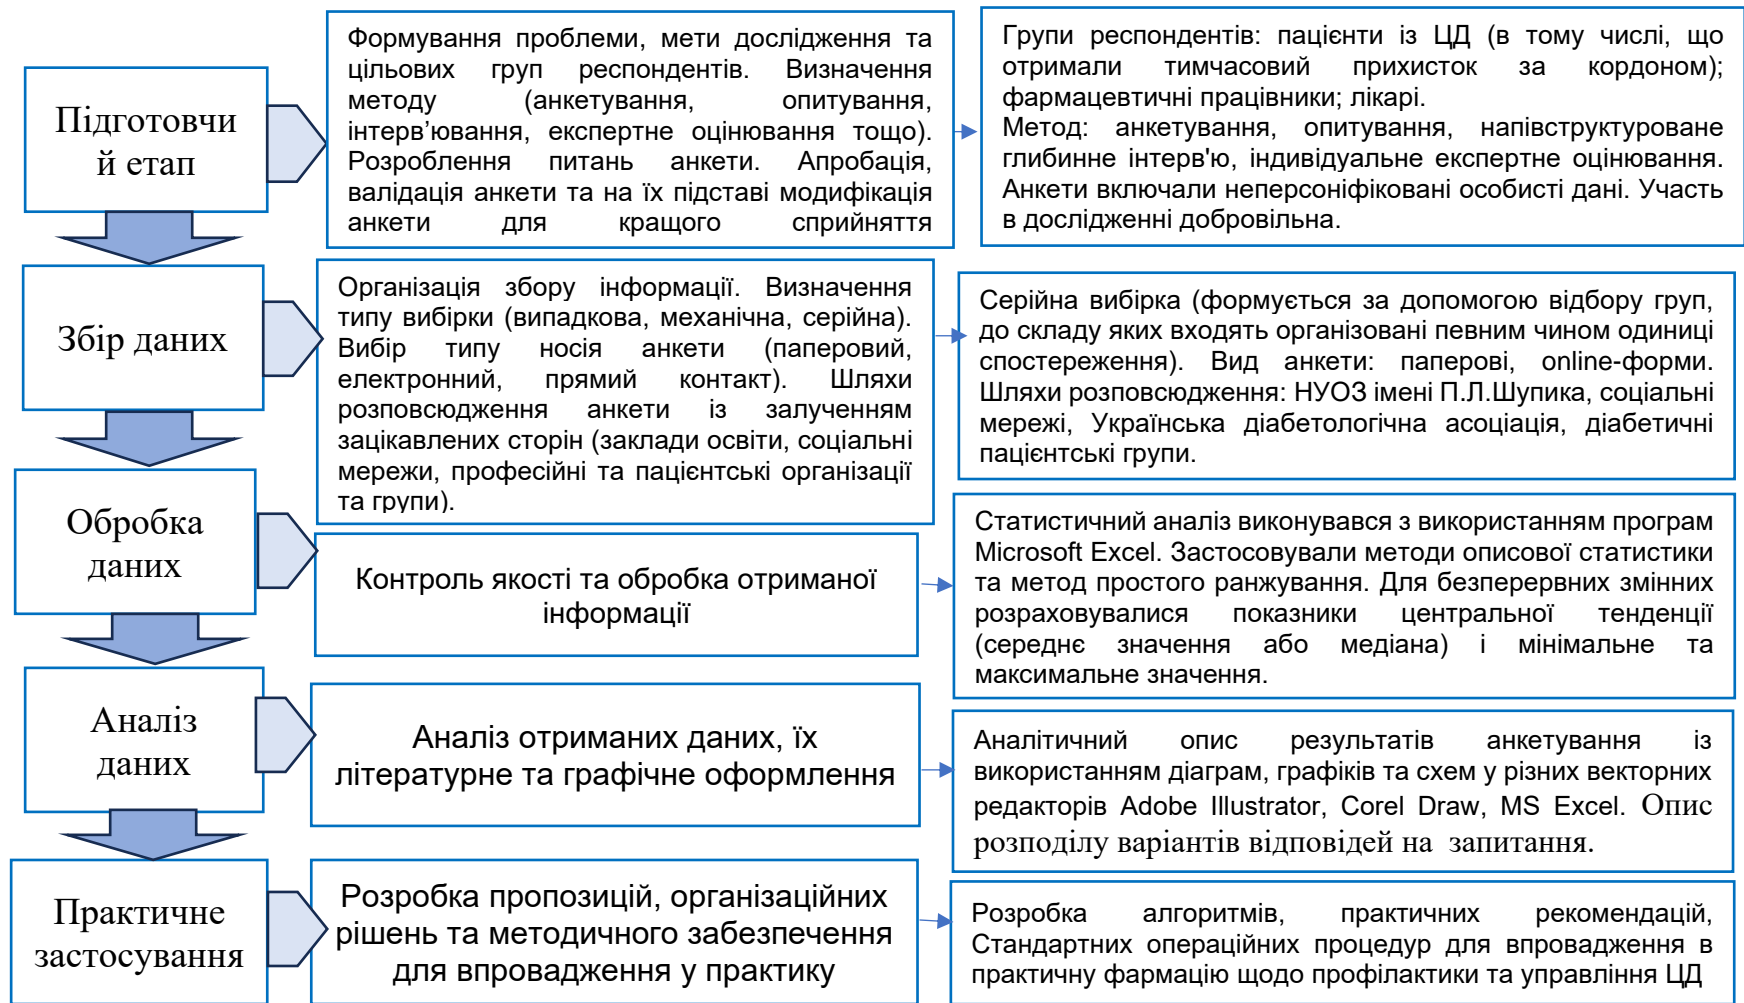 Підготовчи
й етап
Формування проблеми, мети дослідження та
цільових груп респондентів. Визначення
методу (анкетування, опитування,
інтерв’ювання, експертне оцінювання тощо).
Розроблення питань анкети. Апробація,
валідація анкети та на їх підставі модифікація
анкети для кращого сприйняття
Групи респондентів: пацієнти із ЦД (в тому числі, що
отримали тимчасовий прихисток за кордоном);
фармацевтичні працівники; лікарі.
Метод: анкетування, опитування, напівструктуроване
глибинне інтерв'ю, індивідуальне експертне оцінювання.
Анкети включали неперсоніфіковані особисті дані. Участь
в дослідженні добровільна.
Збір даних
Організація збору інформації. Визначення
типу вибірки (випадкова, механічна, серійна).
Вибір типу носія анкети (паперовий,
електронний, прямий контакт). Шляхи
розповсюдження анкети із залученням
зацікавлених сторін (заклади освіти, соціальні
мережи, професійні та пацієнтські організації
та групи).
Серійна вибірка (формується за допомогою відбору груп,
до складу яких входять організовані певним чином одиниці
спостереження). Вид анкети: паперові, online-форми.
Шляхи розповсюдження: НУОЗ імені П.Л.Шупика, соціальні
мережі, Українська діабетологічна асоціація, діабетичні
пацієнтські групи.
Обробка
даних
Контроль якості та обробка отриманої
інформації
Статистичний аналіз виконувався з використанням програм
Microsoft Excel. Застосовували методи описової статистики
та метод простого ранжування. Для безперервних змінних
розраховувалися показники центральної тенденції
(середнє значення або медіана) і мінімальне та
максимальне значення.
Аналіз
даних
Аналіз отриманих даних, їх
літературне та графічне оформлення
Аналітичний опис результатів анкетування із
використанням діаграм, графіків та схем у різних векторних
редакторів Adobe Illustrator, Corel Draw, MS Excel. Опис
розподілу варіантів відповідей на запитання.
Практичне
застосування
Розробка пропозицій, організаційних
рішень та методичного забезпечення
для впровадження у практику
Розробка алгоритмів, практичних рекомендацій,
Стандартних операційних процедур для впровадження в
практичну фармацію щодо профілактики та управління ЦД